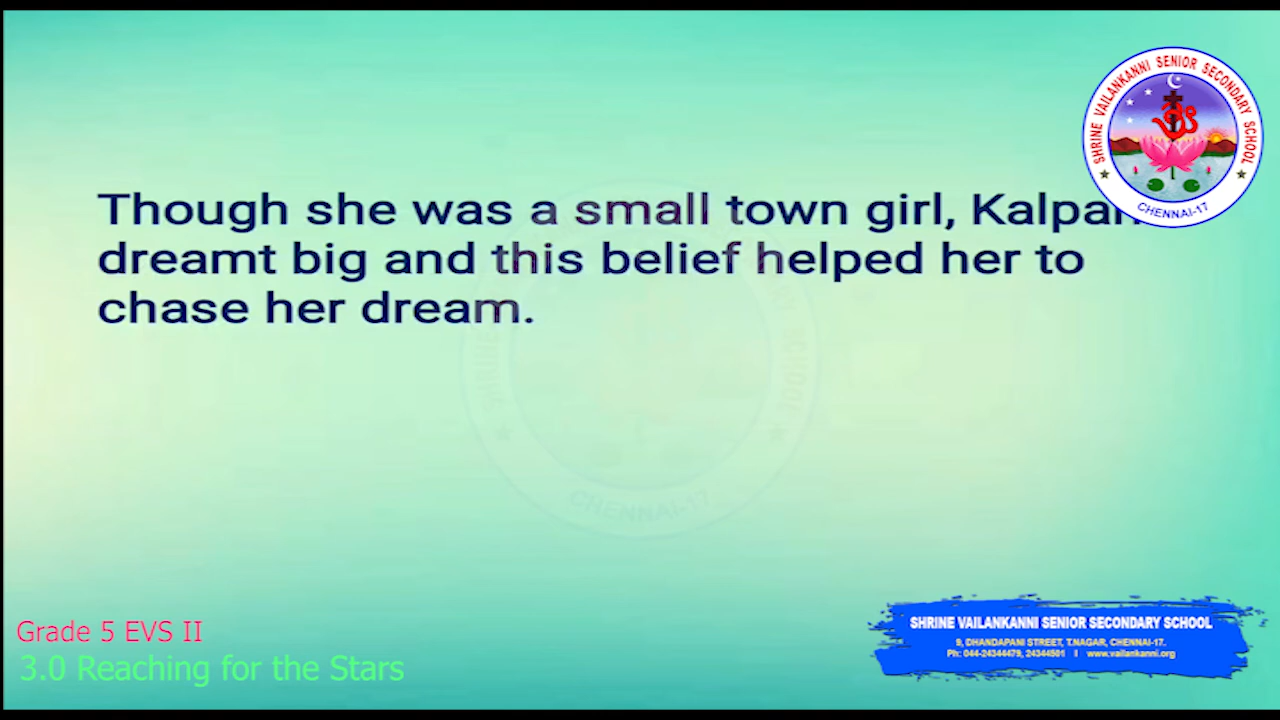 SHRINE VAILANKANNI SENIOR SECONDARY SCHOOL
CHENNAI-17
Though she was a small town girl,
dreamt big and this belief helped her to
chase her dream.
CHENNAI-17
Grade 5 EVS II
3.0 Reaching for the Stars
SHRINE VAILANKANNI SENIOR SECONDARY SCHOOL
9, DHANDAPANI STREET, T.NAGAR, CHENNAI-17.
Ph: 044-24344479, 24344501 I www.vailankanni.org